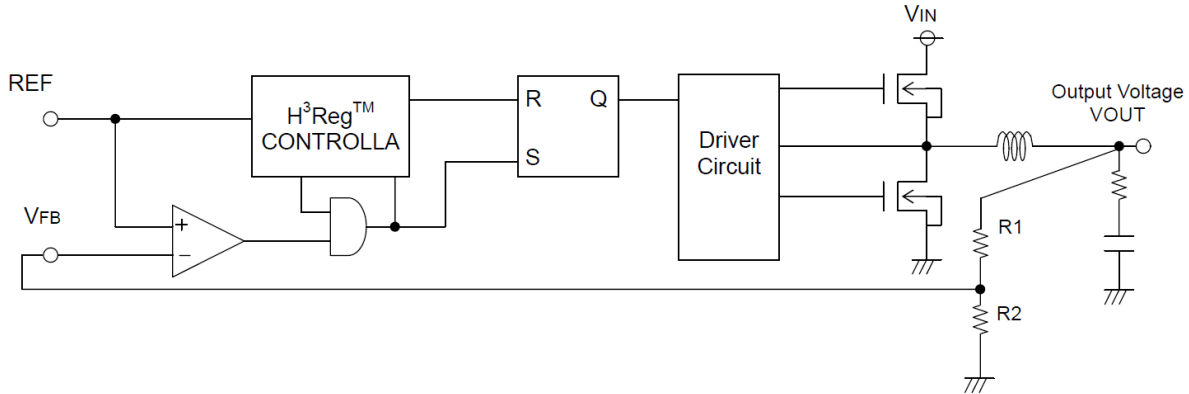 VIN
REF
H³Reg™
CONTROLLA
R
Q
S
Driver
Circuit
Output Voltage
VOUT
VFB
+
−
R1
R2